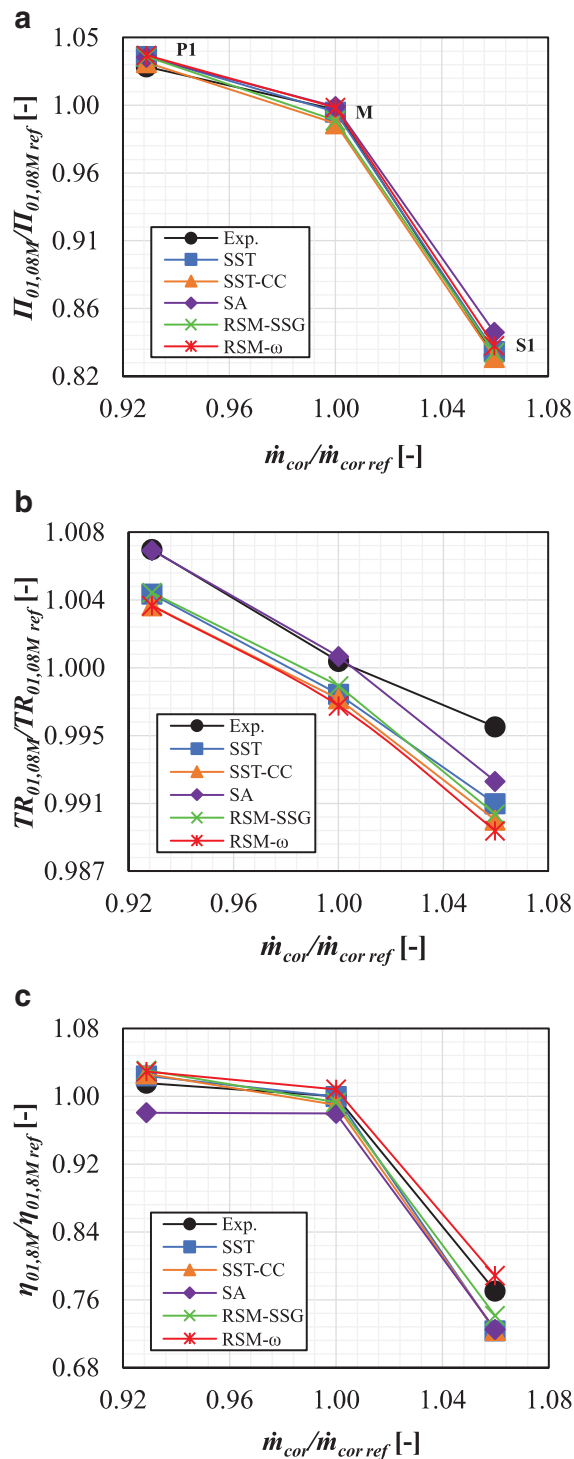 a
1.05
1.00
0.96
0.91
0.86
0.82
Π01,08M/Π01,08M ref [-]
P1
M
S1
Exp.
SST
SST-CC
SA
RSM-SSG
RSM-ω
0.92
0.96
1.00
1.04
1.08
ṁcor/ṁcor ref [-]
b
1.008
1.004
1.000
0.995
0.991
0.987
TR01,08M/TR01,08M ref [-]
Exp.
SST
SST-CC
SA
RSM-SSG
RSM-ω
0.92
0.96
1.00
1.04
1.08
ṁcor/ṁcor ref [-]
c
1.08
1.00
0.92
0.84
0.76
0.68
η01,8M/η01,8M ref [-]
Exp.
SST
SST-CC
SA
RSM-SSG
RSM-ω
0.92
0.96
1.00
1.04
1.08
ṁcor/ṁcor ref [-]